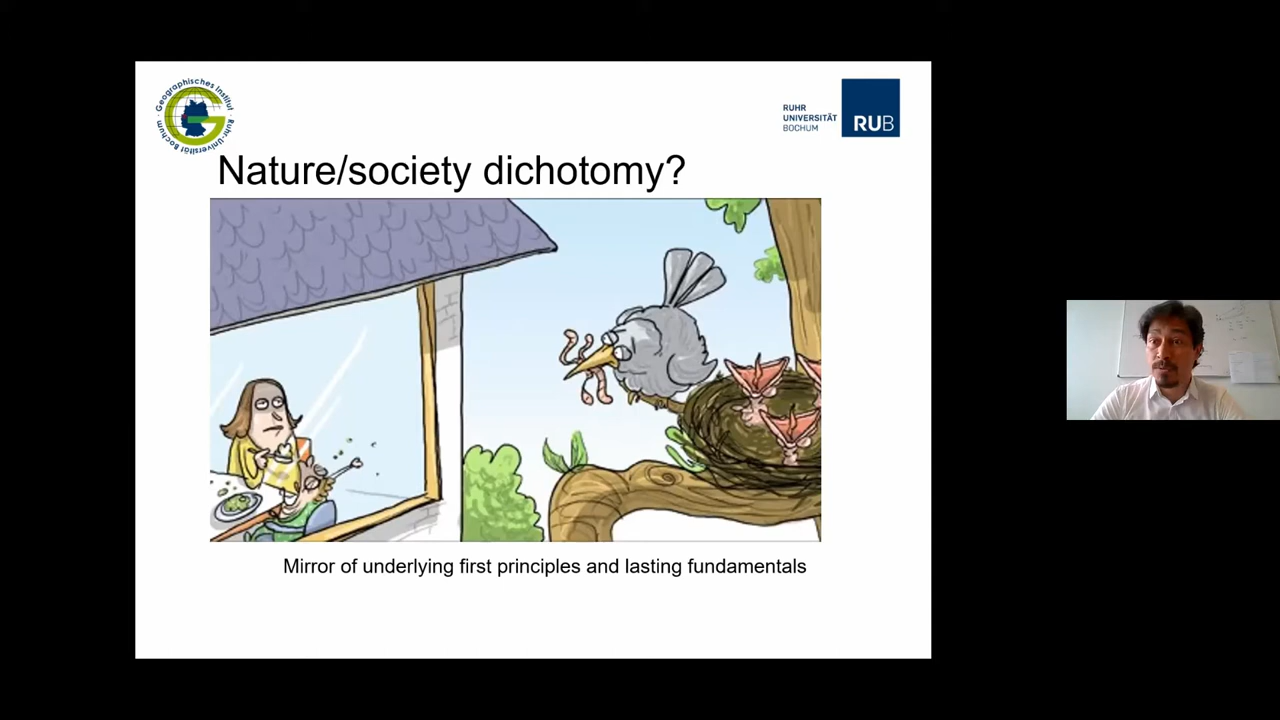 Geographisches Institut
Ruhr-Universität Bochum
RUHR
UNIVERSITÄT
BOCHUM
RUB
Nature/society dichotomy?
Mirror of underlying first principles and lasting fundamentals